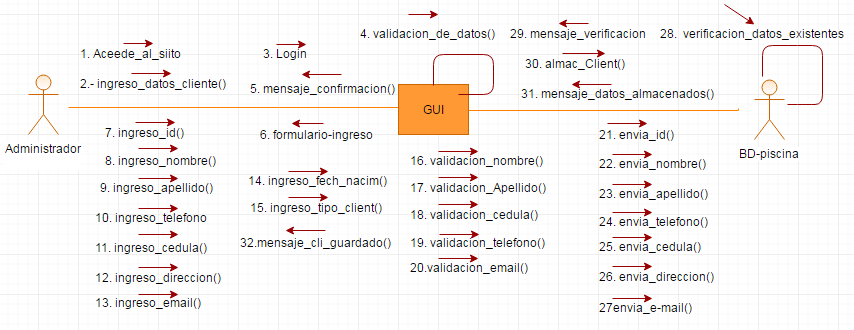 1. Aceede_al_siito
2.- ingreso_datos_cliente()
3. Login
4. validacion_de_datos()
5. mensaje_confirmacion()
29. mensaje_verificacion
30. almac_Client()
31. mensaje_datos_almacenados()
28. verificacion_datos_existentes
GUI
Administrador
BD-piscina
7. ingreso_id()
8. ingreso_nombre()
9. ingreso_apellido()
10. ingreso_telefono
11. ingreso_cedula()
12. ingreso_direccion()
13. ingreso_email()
6. formulario-ingreso
14. ingreso_fech_nacim()
15. ingreso_tipo_client()
32.mensaje_cli_guardado()
16. validacion_nombre()
17. validacion_Apellido()
18. validacion_cedula()
19. validacion_telefono()
20.validacion_email()
21. envia_id()
22. envia_nombre()
23. envia_apellido()
24. envia_telefono()
25. envia_cedula()
26. envia_direccion()
27envia_e-mail()